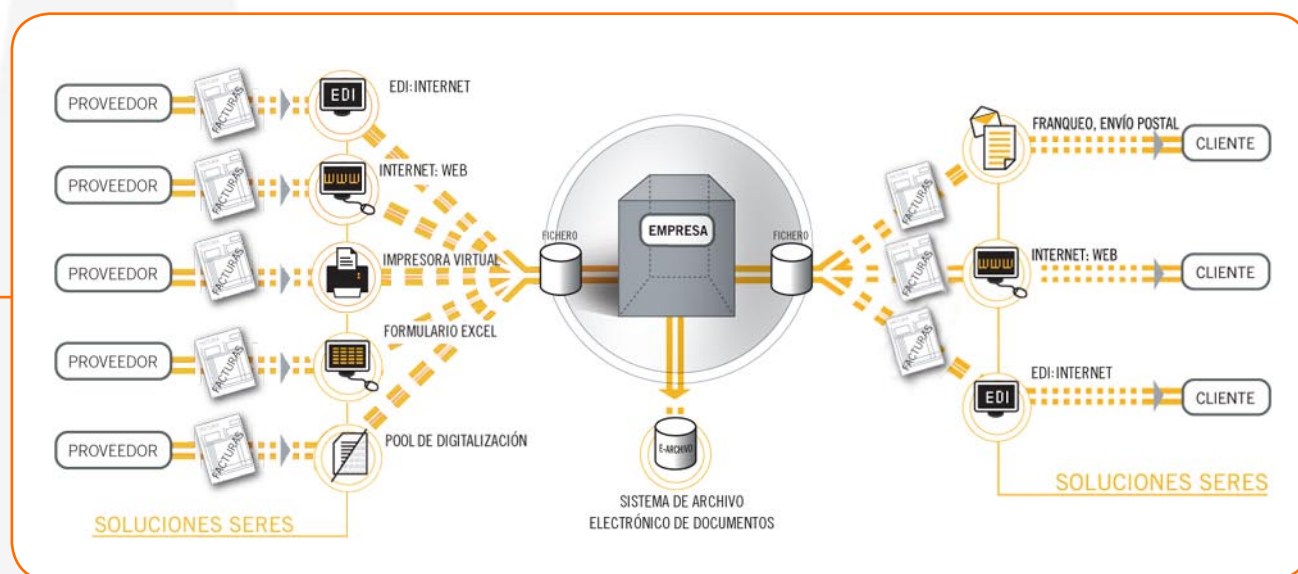 PROVEEDOR
FACTURAS
EDI
EDI: INTERNET
PROVEEDOR
FACTURAS
WWW
INTERNET: WEB
PROVEEDOR
FACTURAS
IMPRESORA VIRTUAL
PROVEEDOR
FACTURAS
FORMULARIO EXCEL
PROVEEDOR
FACTURAS
POOL DE DIGITALIZACIÓN
SOLUCIONES SERES
FICHERO
EMPRESA
FICHERO
E-ARCHIVO
SISTEMA DE ARCHIVO
ELECTRÓNICO DE DOCUMENTOS
FACTURAS
FRANQUEO, ENVÍO POSTAL
CLIENTE
FACTURAS
WWW
INTERNET: WEB
CLIENTE
FACTURAS
EDI
EDI: INTERNET
CLIENTE
SOLUCIONES SERES